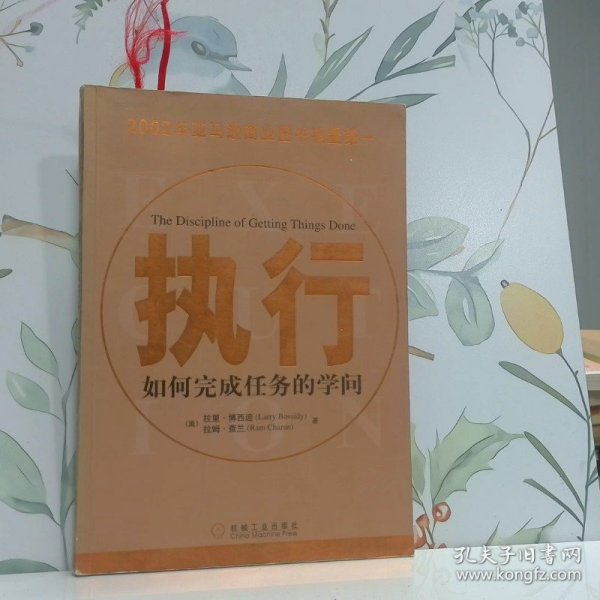 2002年亚马逊商业图书销量第一
The Discipline of Getting Things Done
执行
如何完成任务的学问
(美) 拉里·博西迪 (Larry Bossidy)
拉姆·查兰 (Ram Charan) 著
机械工业出版社
China Machine Press
孔夫子旧书网
www.kongfz.com